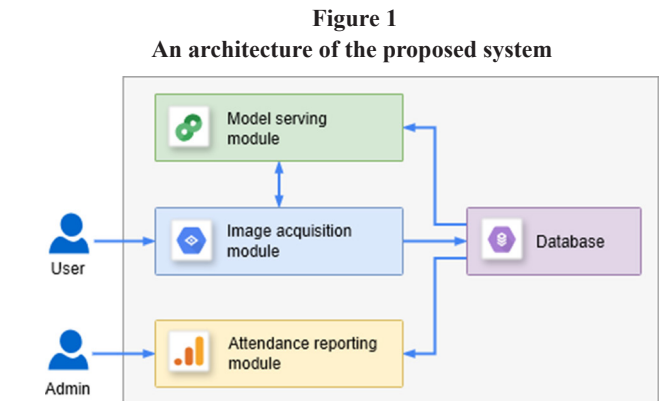 Figure 1
An architecture of the proposed system
Model serving
module
Image acquisition
module
Database
User
Attendance reporting
module
Admin